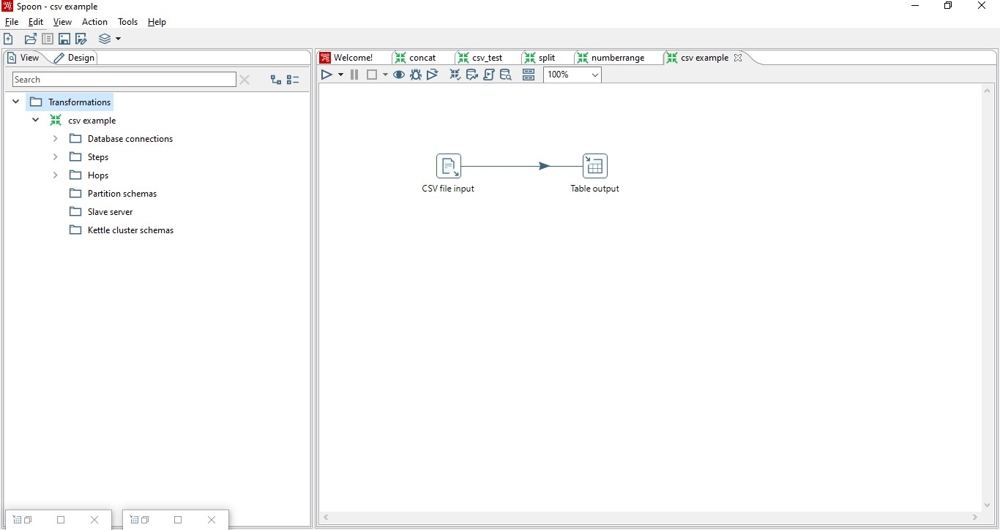 Spoon - csv example
File Edit View Action Tools Help
View Design
Welcome! concat csv_test split numberrange csv example
Search
100%
Transformations
csv example
Database connections
Steps
Hops
Partition schemas
Slave server
Kettle cluster schemas
CSV file input Table output